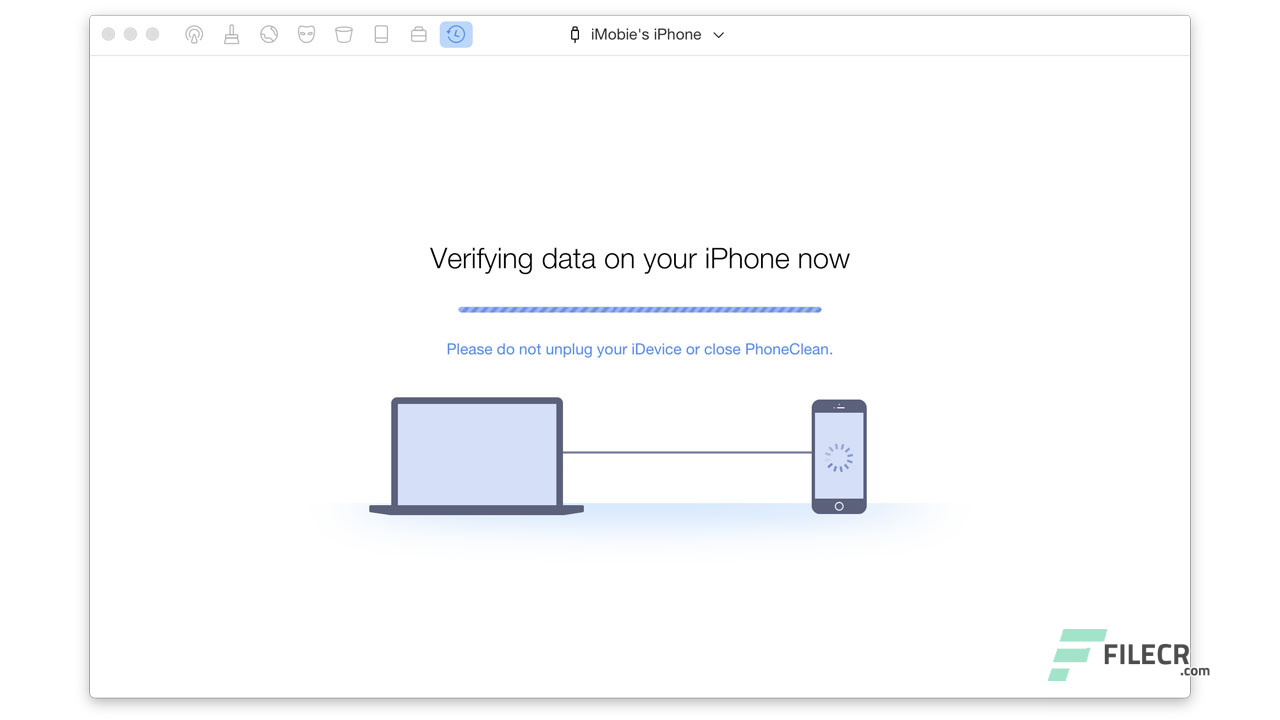 iMobie's iPhone
Verifying data on your iPhone now
Please do not unplug your iDevice or close PhoneClean.
FILECR
.com